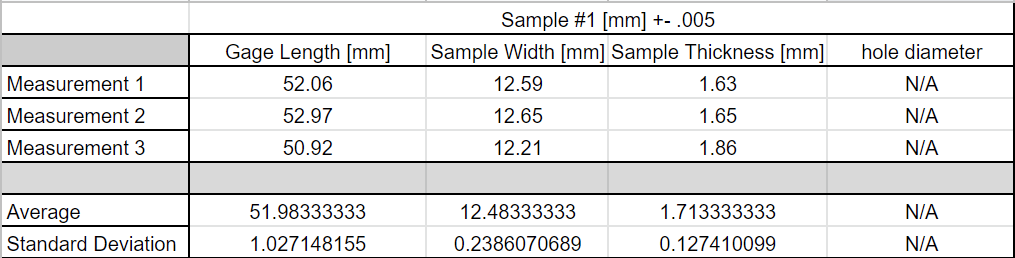 Sample #1 [mm] +- .005
Gage Length [mm] Sample Width [mm] Sample Thickness [mm] hole diameter
Measurement 1 52.06 12.59 1.63 N/A
Measurement 2 52.97 12.65 1.65 N/A
Measurement 3 50.92 12.21 1.86 N/A
Average 51.98333333 12.48333333 1.713333333 N/A
Standard Deviation 1.027148155 0.2386070689 0.127410099 N/A